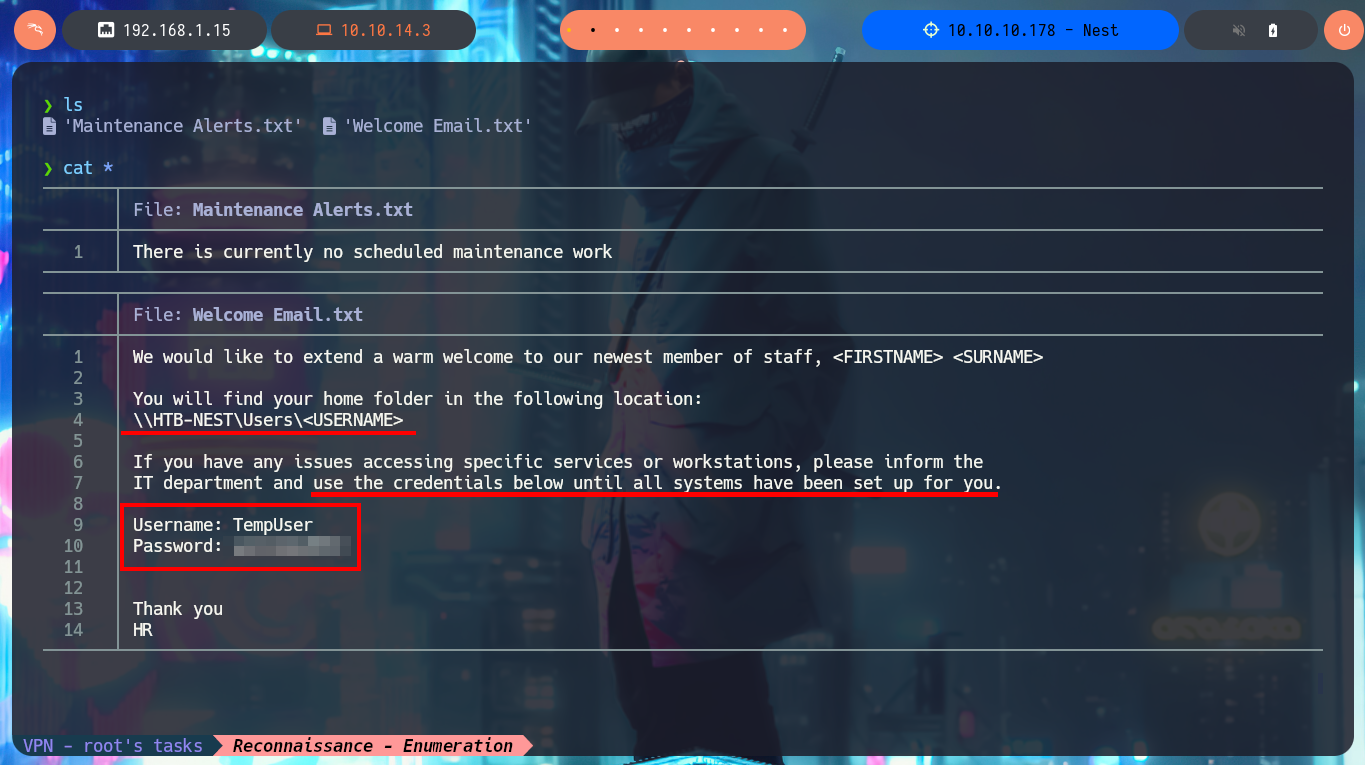 192.168.1.15 10.10.14.3 10.10.10.178 - Nest
❯ ls
'Maintenance Alerts.txt' 'Welcome Email.txt'
❯ cat *
File: Maintenance Alerts.txt
1 There is currently no scheduled maintenance work
File: Welcome Email.txt
1 We would like to extend a warm welcome to our newest member of staff, <FIRSTNAME> <SURNAME>
2
3 You will find your home folder in the following location:
4 \\HTB-NEST\Users\<USERNAME>
5
6 If you have any issues accessing specific services or workstations, please inform the
7 IT department and use the credentials below until all systems have been set up for you.
8
9 Username: TempUser
10 Password:
11
12
13 Thank you
14 HR
VPN - root's tasks Reconnaissance - Enumeration